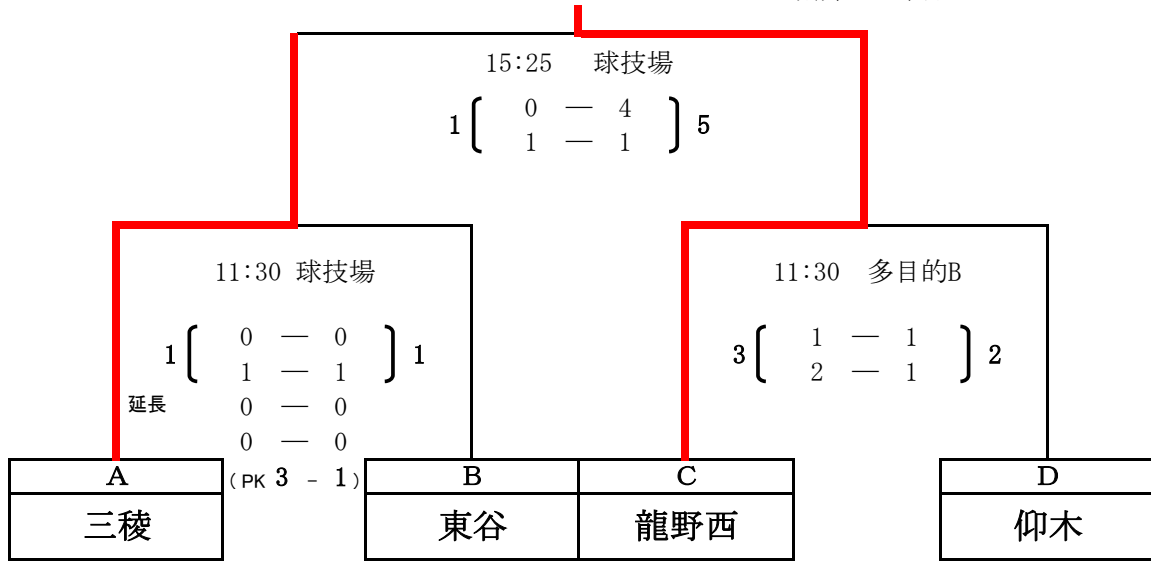 15:25 球技場
1 0 — 4 5
1 — 1
11:30 球技場
1 0 — 0 1
1 — 1
延長 0 — 0
0 — 0
(PK 3 - 1)
11:30 多目的B
3 1 — 1 2
2 — 1
A B C D
三稜 東谷 龍野西 仰木